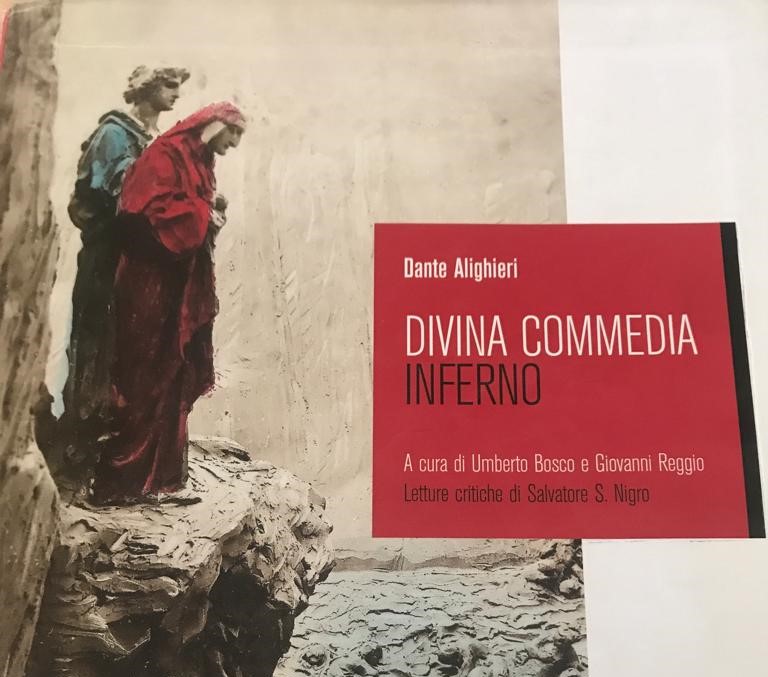 Dante Alighieri
DIVINA COMMEDIA
INFERNO
A cura di Umberto Bosco e Giovanni Reggio
Letture critiche di Salvatore S. Nigro